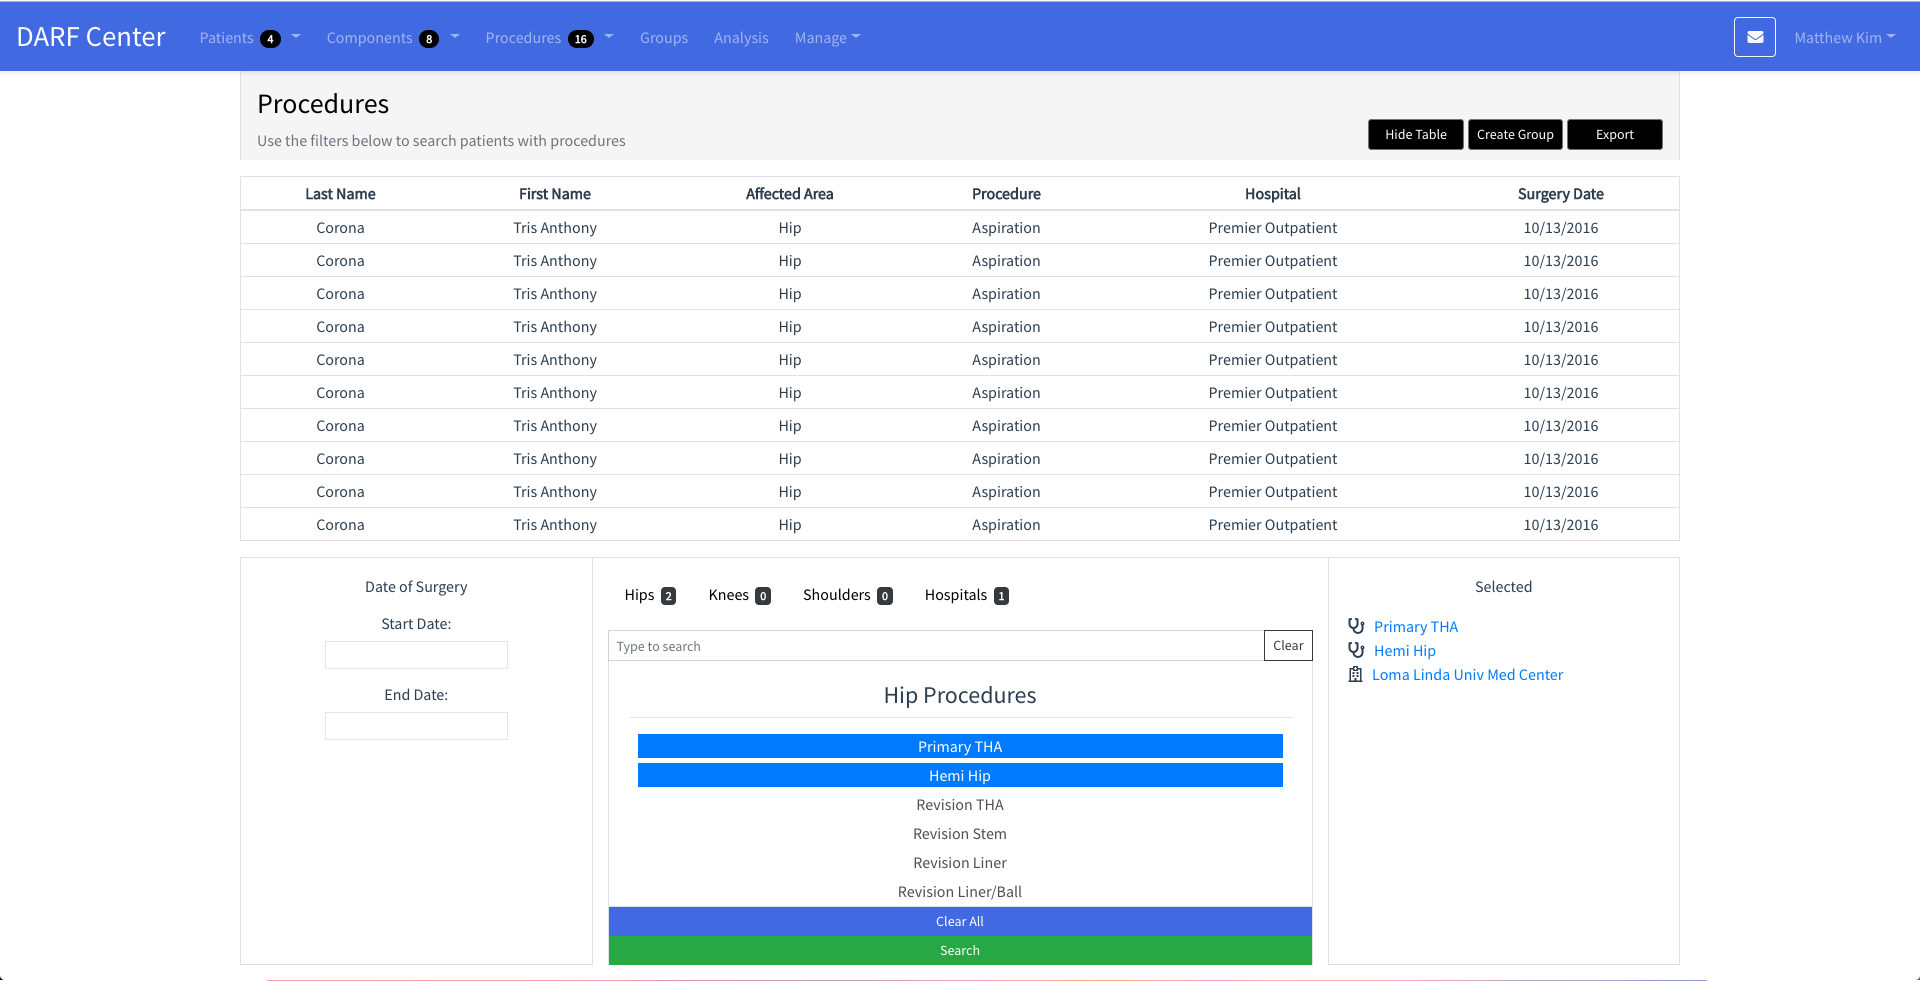 DARF Center Patients 4 Components 8 Procedures 16 Groups Analysis Manage Matthew Kim
Procedures
Use the filters below to search patients with procedures
Hide Table Create Group Export
Last Name First Name Affected Area Procedure Hospital Surgery Date
Corona Tris Anthony Hip Aspiration Premier Outpatient 10/13/2016
Corona Tris Anthony Hip Aspiration Premier Outpatient 10/13/2016
Corona Tris Anthony Hip Aspiration Premier Outpatient 10/13/2016
Corona Tris Anthony Hip Aspiration Premier Outpatient 10/13/2016
Corona Tris Anthony Hip Aspiration Premier Outpatient 10/13/2016
Corona Tris Anthony Hip Aspiration Premier Outpatient 10/13/2016
Corona Tris Anthony Hip Aspiration Premier Outpatient 10/13/2016
Corona Tris Anthony Hip Aspiration Premier Outpatient 10/13/2016
Corona Tris Anthony Hip Aspiration Premier Outpatient 10/13/2016
Corona Tris Anthony Hip Aspiration Premier Outpatient 10/13/2016
Date of Surgery
Start Date:
End Date:
Hips 2 Knees 0 Shoulders 0 Hospitals 1
Type to search Clear
Hip Procedures
Primary THA
Hemi Hip
Revision THA
Revision Stem
Revision Liner
Revision Liner/Ball
Clear All
Search
Selected
Primary THA
Hemi Hip
Loma Linda Univ Med Center